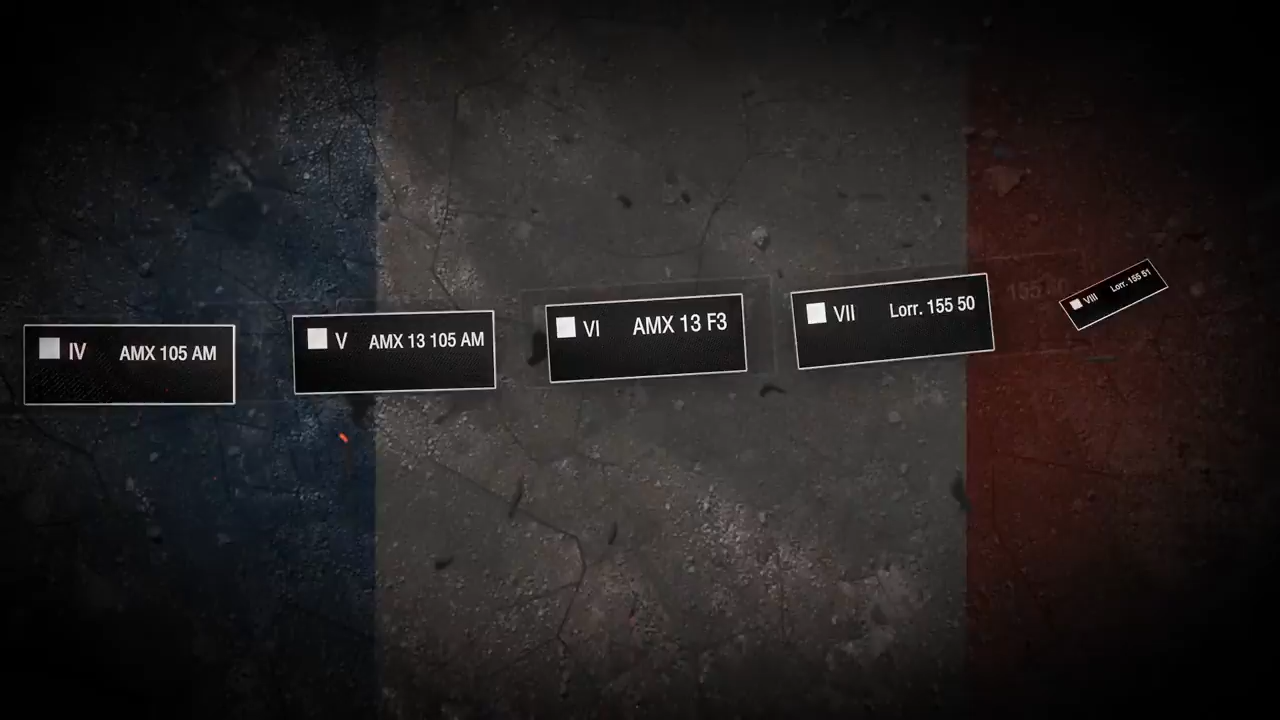 IV AMX 105 AM
V AMX 13 105 AM
VI AMX 13 F3
VII Lorr. 155 50
VIII Lorr. 155 51